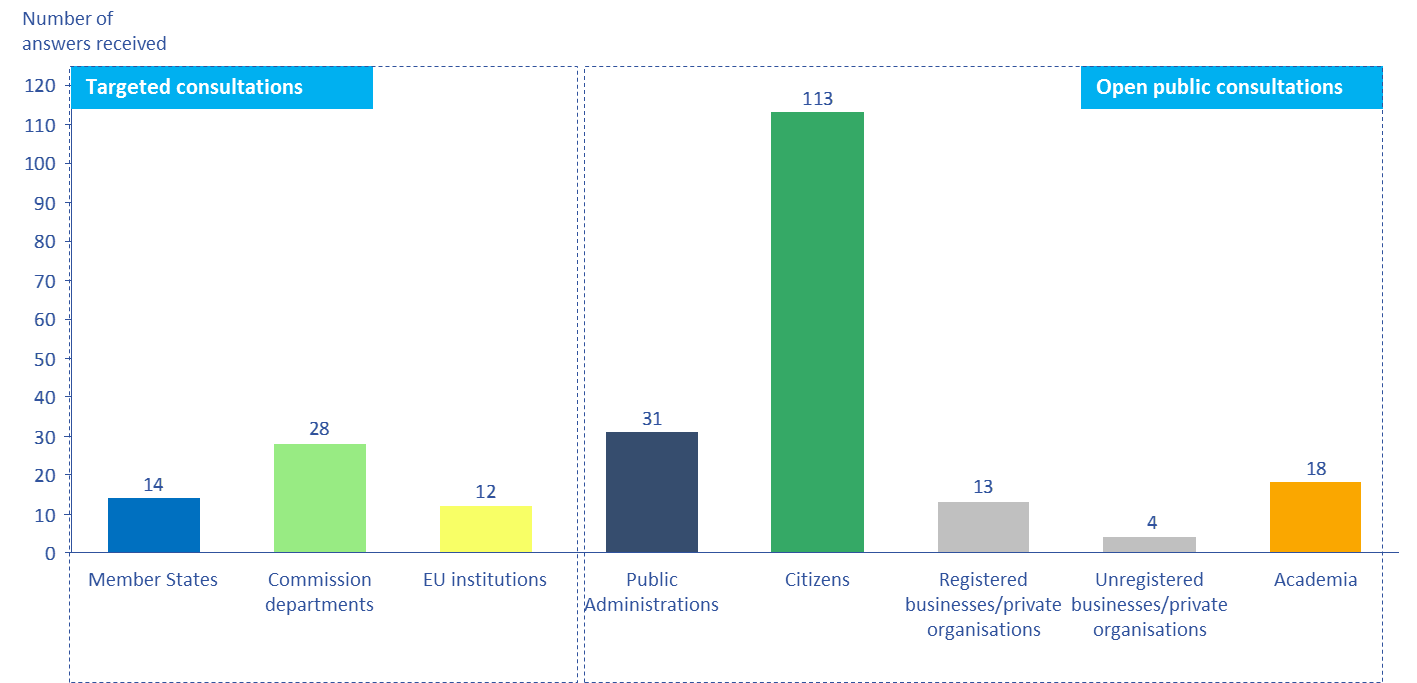 Number of
answers received
Targeted consultations
Open public consultations
120
110
100
90
80
70
60
50
40
30
20
10
0
14
28
12
31
113
13
4
18
Member States
Commission
departments
EU institutions
Public
Administrations
Citizens
Registered
businesses/private
organisations
Unregistered
businesses/private
organisations
Academia